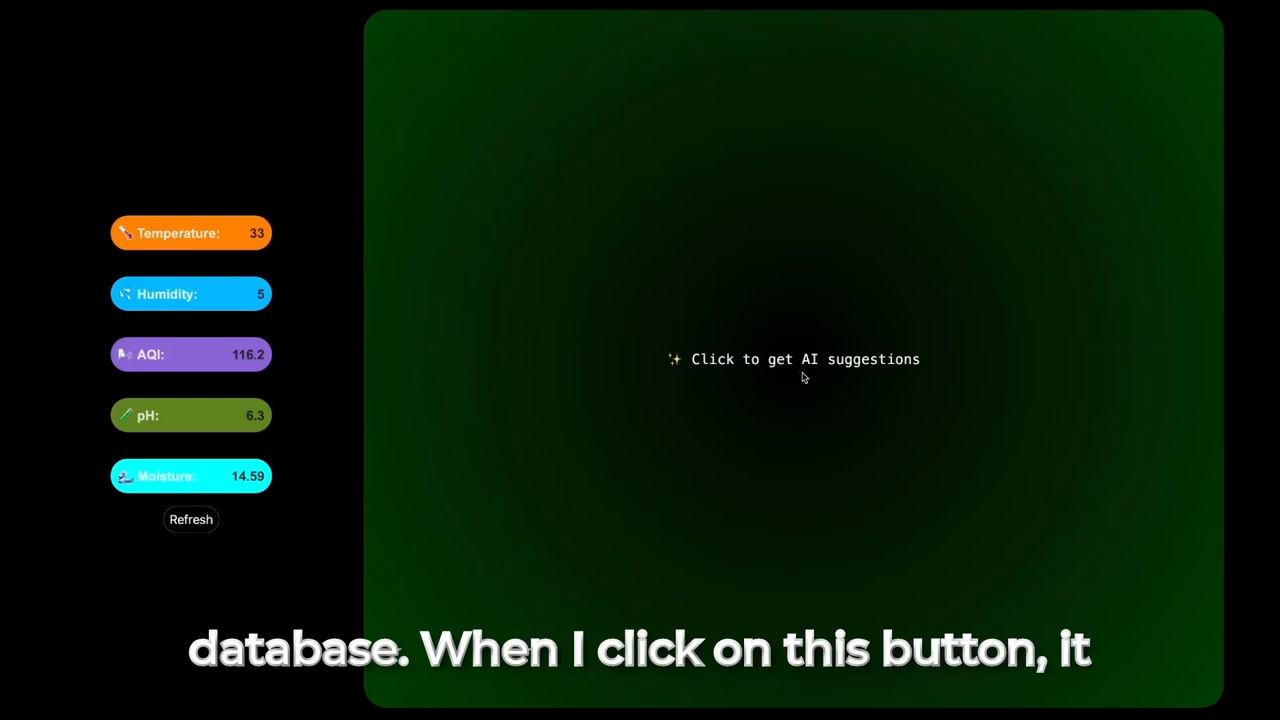 Temperature: 33
Humidity: 5
AQI: 116.2
pH: 6.3
Moisture: 14.59
Refresh
✨ Click to get AI suggestions
database. When I click on this button, it